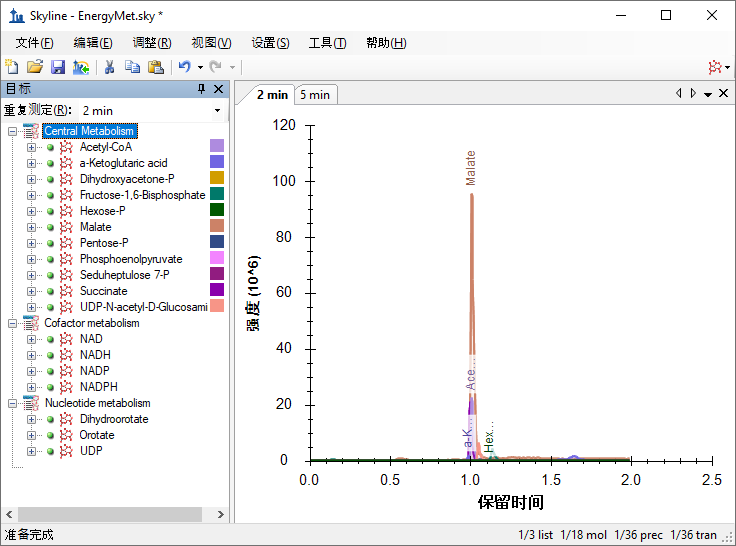 Skyline - EnergyMet.sky *
文件(F) 编辑(E) 调整(R) 视图(V) 设置(S) 工具(T) 帮助(H)
目标
重复测定(R): 2 min
Central Metabolism
Acetyl-CoA
a-Ketoglutaric acid
Dihydroxyacetone-P
Fructose-1,6-Bisphosphate
Hexose-P
Malate
Pentose-P
Phosphoenolpyruvate
Seduheptulose 7-P
Succinate
UDP-N-acetyl-D-Glucosami
Cofactor metabolism
NAD
NADH
NADP
NADPH
Nucleotide metabolism
Dihydroorotate
Orotate
UDP
2 min 5 min
120
100
80
60
40
20
0
强度 (10^6)
Malate
Ace...
a-K...
Hex...
0.0 0.5 1.0 1.5 2.0 2.5
保留时间
准备完成
1/3 list 1/18 mol 1/36 prec 1/36 tran